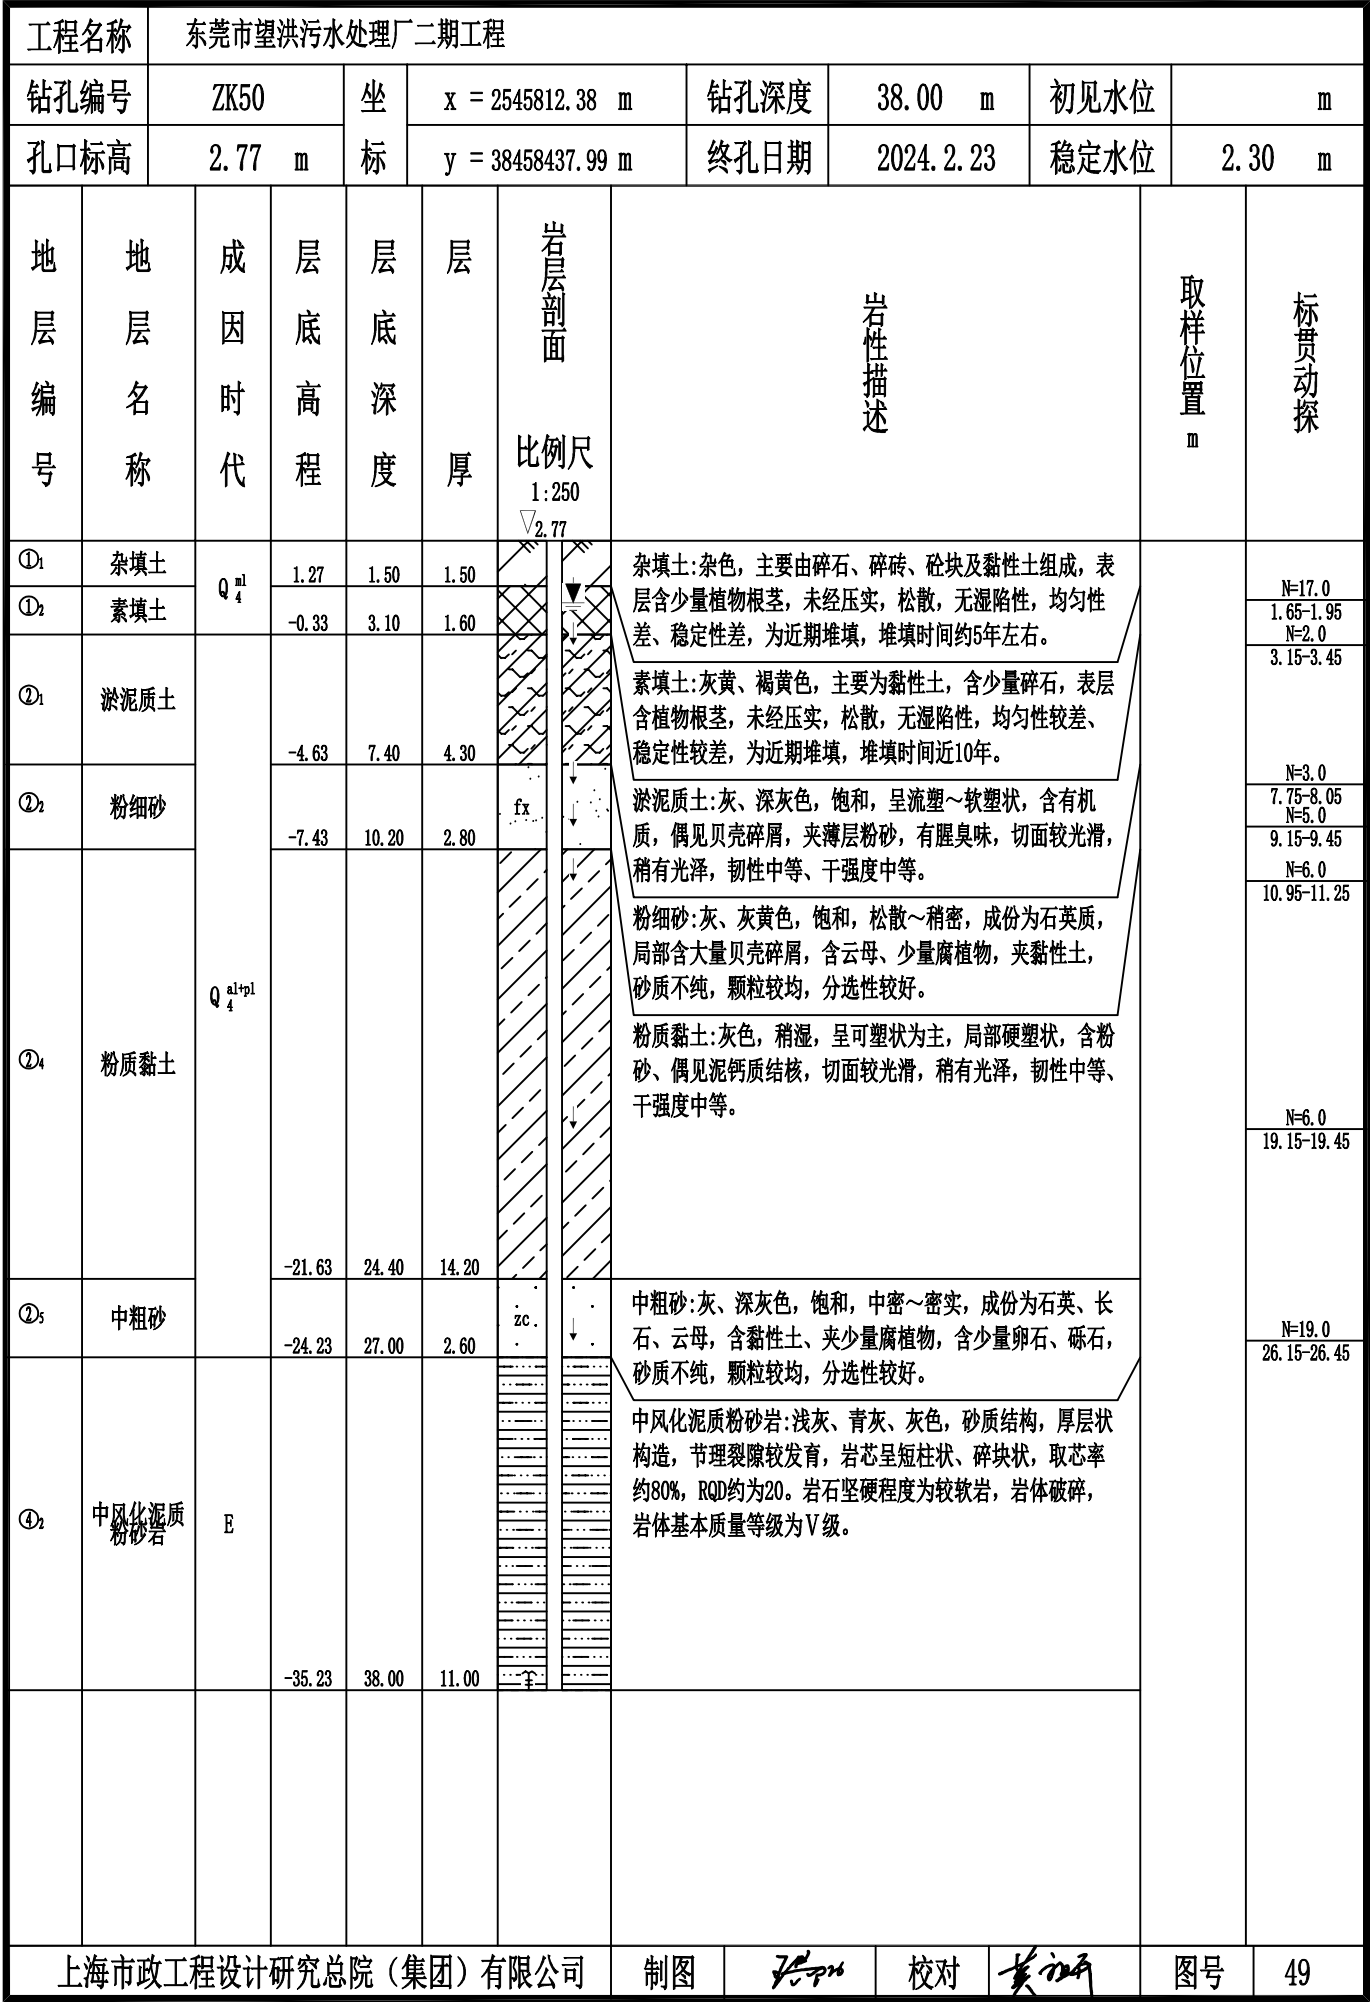 工程名称 东莞市望洪污水处理厂二期工程
钻孔编号 ZK50 坐 x = 2545812.38 m 钻孔深度 38.00 m 初见水位 m
孔口标高 2.77 m 标 y = 38458437.99 m 终孔日期 2024.2.23 稳定水位 2.30 m
地层编号 地层名称 成因时代 层底高程 层底深度 层厚 岩层剖面 岩性描述 取样位置 m 标贯动探
比例尺
1:250
2.77
①1 杂填土 Q4 ml 1.27 1.50 1.50
杂填土:杂色，主要由碎石、碎砖、砼块及黏性土组成，表
层含少量植物根茎，未经压实，松散，无湿陷性，均匀性
差、稳定性差，为近期堆填，堆填时间约5年左右。
N=17.0
1.65-1.95
①2 素填土 -0.33 3.10 1.60
素填土:灰黄、褐黄色，主要为黏性土，含少量碎石，表层
含植物根茎，未经压实，松散，无湿陷性，均匀性较差、
稳定性较差，为近期堆填，堆填时间近10年。
N=2.0
3.15-3.45
②1 淤泥质土 -4.63 7.40 4.30
淤泥质土:灰、深灰色，饱和，呈流塑～软塑状，含有机
质，偶见贝壳碎屑，夹薄层粉砂，有腥臭味，切面较光滑，
稍有光泽，韧性中等、干强度中等。
N=3.0
7.75-8.05
②2 粉细砂 -7.43 10.20 2.80 fx
粉细砂:灰、灰黄色，饱和，松散～稍密，成份为石英质，
局部含大量贝壳碎屑，含云母、少量腐植物，夹黏性土，
砂质不纯，颗粒较均，分选性较好。
N=5.0
9.15-9.45
N=6.0
10.95-11.25
②4 粉质黏土 Q4 al+pl -21.63 24.40 14.20
粉质黏土:灰色，稍湿，呈可塑状为主，局部硬塑状，含粉
砂、偶见泥钙质结核，切面较光滑，稍有光泽，韧性中等、
干强度中等。
N=6.0
19.15-19.45
②5 中粗砂 -24.23 27.00 2.60 zc
中粗砂:灰、深灰色，饱和，中密～密实，成份为石英、长
石、云母，含黏性土、夹少量腐植物，含少量卵石、砾石，
砂质不纯，颗粒较均，分选性较好。
N=19.0
26.15-26.45
④2 中风化泥质粉砂岩 E -35.23 38.00 11.00
中风化泥质粉砂岩:浅灰、青灰、灰色，砂质结构，厚层状
构造，节理裂隙较发育，岩芯呈短柱状、碎块状，取芯率
约80%，RQD约为20。岩石坚硬程度为较软岩，岩体破碎，
岩体基本质量等级为Ⅴ级。
上海市政工程设计研究总院（集团）有限公司 制图 校对 图号 49